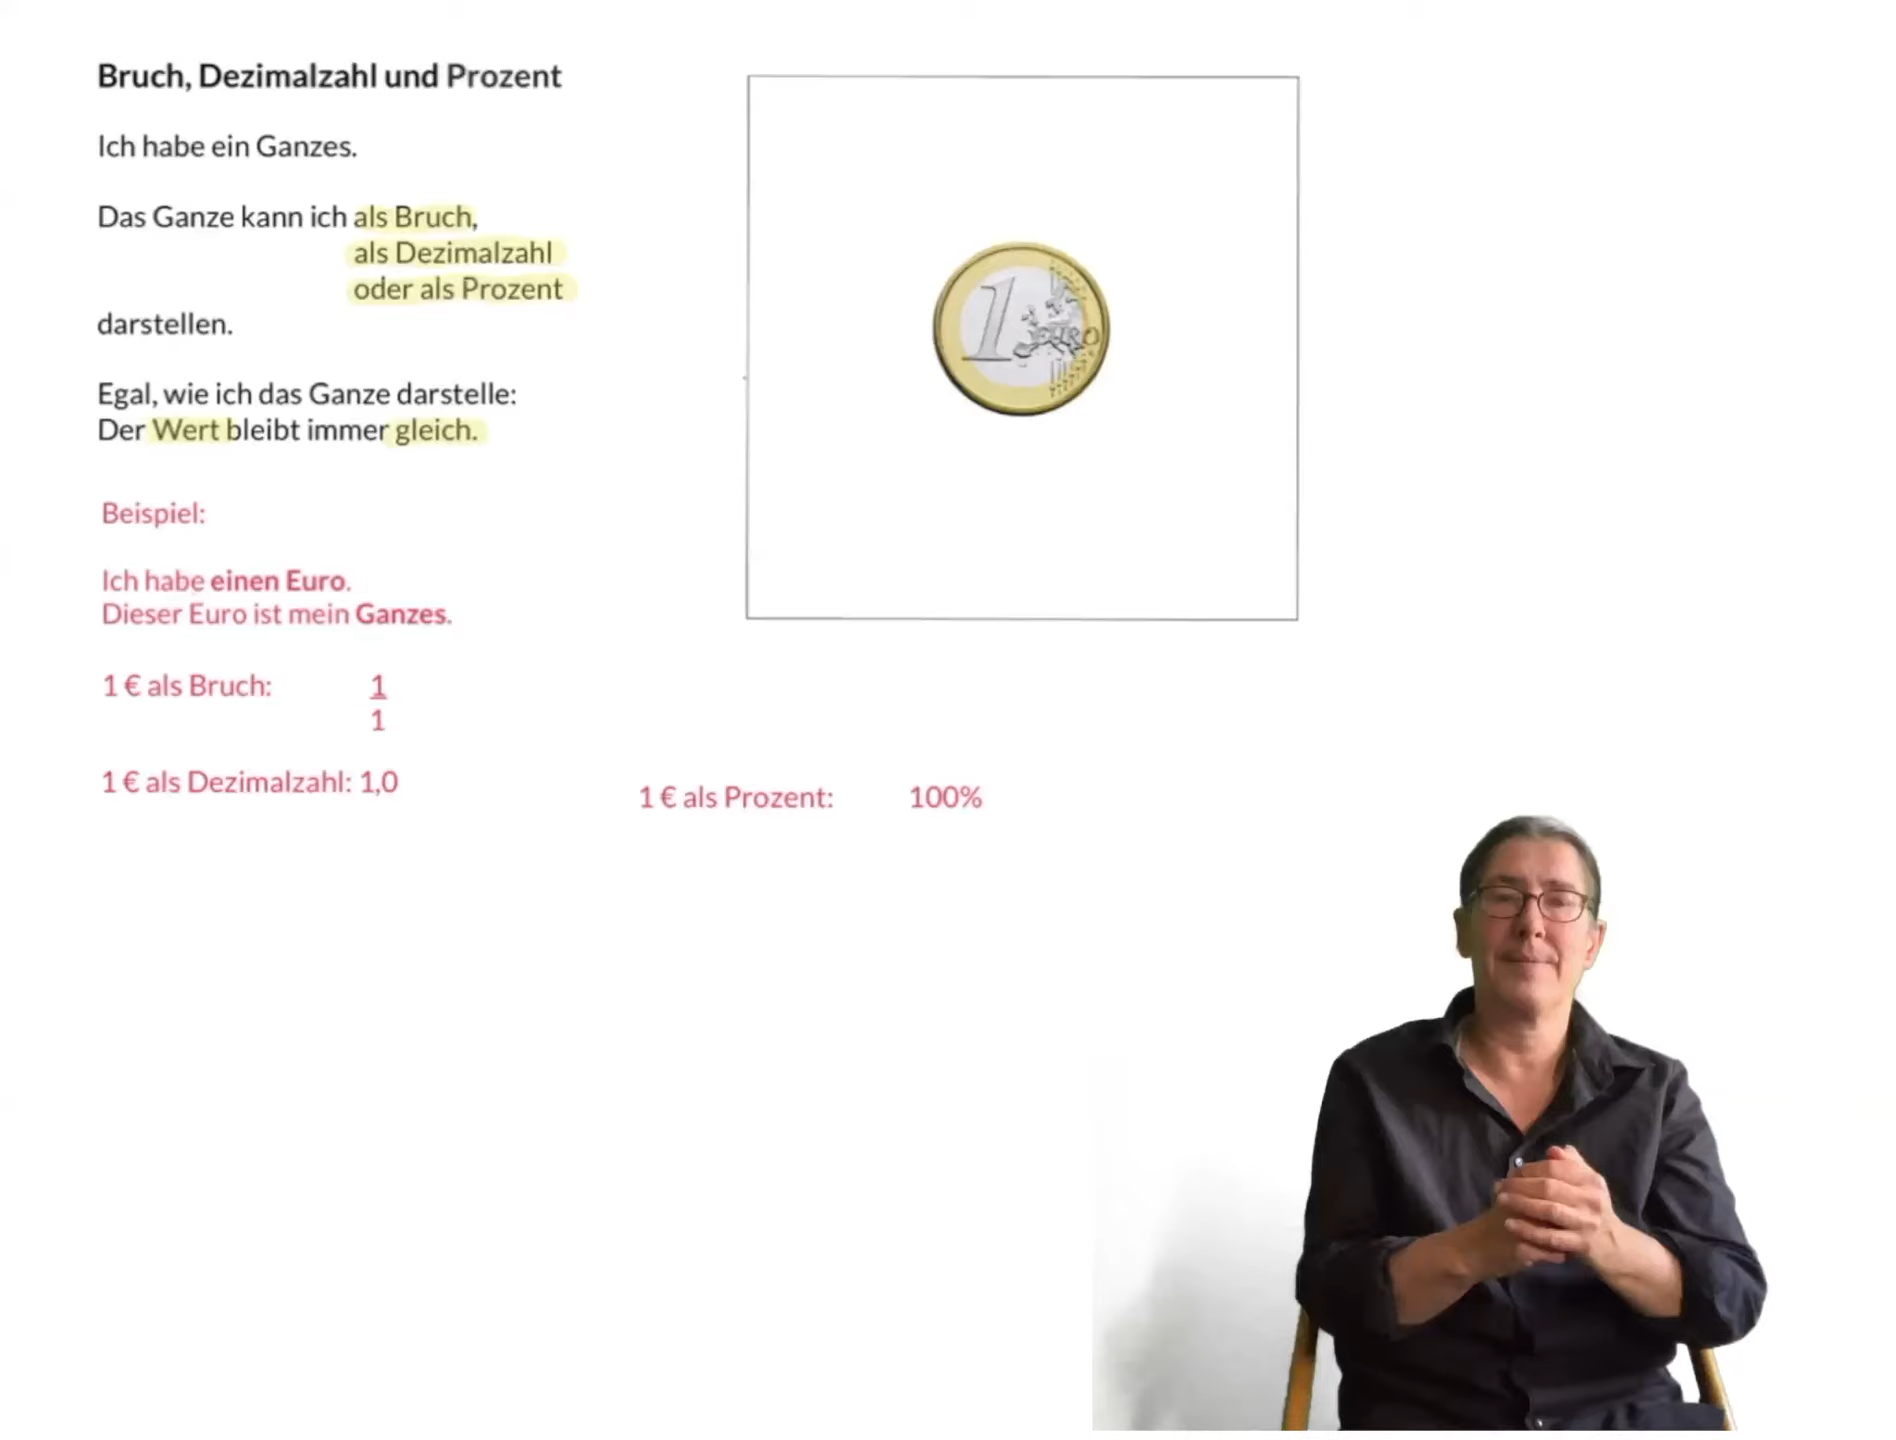 Bruch, Dezimalzahl und Prozent
Ich habe ein Ganzes.
Das Ganze kann ich als Bruch,
als Dezimalzahl
oder als Prozent
darstellen.
Egal, wie ich das Ganze darstelle:
Der Wert bleibt immer gleich.
Beispiel:
Ich habe einen Euro.
Dieser Euro ist mein Ganzes.
1 € als Bruch:
1
1
1 € als Dezimalzahl: 1,0
1 € als Prozent: 100%
1
EURO